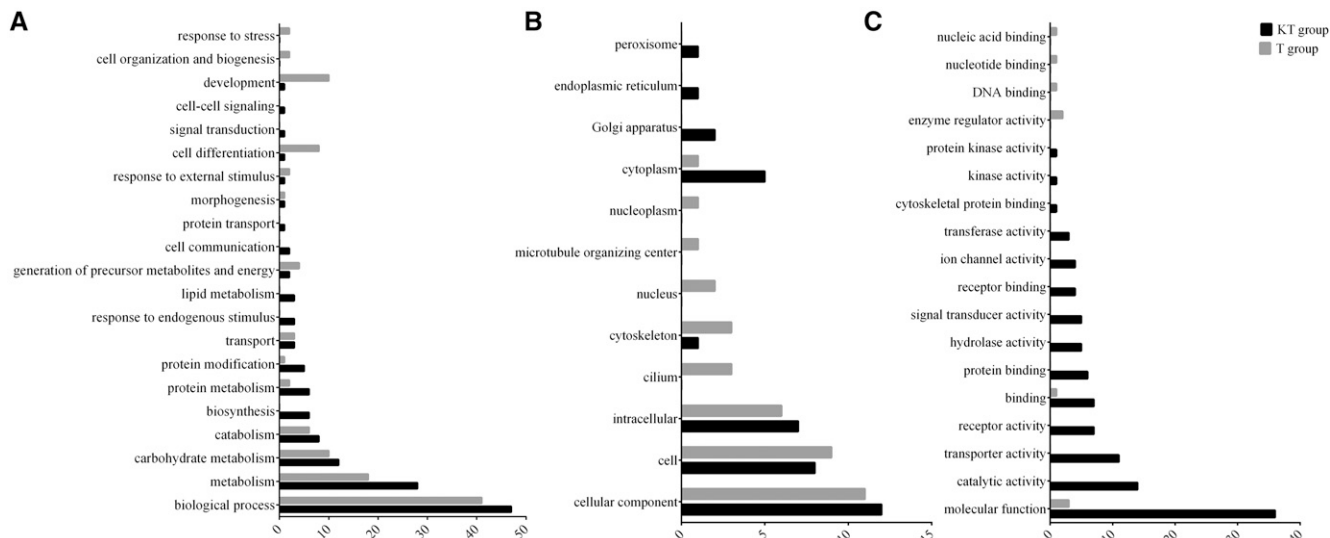 A
response to stress
cell organization and biogenesis
development
cell-cell signaling
signal transduction
cell differentiation
response to external stimulus
morphogenesis
protein transport
cell communication
generation of precursor metabolites and energy
lipid metabolism
response to endogenous stimulus
transport
protein modification
protein metabolism
biosynthesis
catabolism
carbohydrate metabolism
metabolism
biological process
0 10 20 30 40 50
B
peroxisome
endoplasmic reticulum
Golgi apparatus
cytoplasm
nucleoplasm
microtubule organizing center
nucleus
cytoskeleton
cilium
intracellular
cell
cellular component
0 5 10 15
C
KT group
T group
nucleic acid binding
nucleotide binding
DNA binding
enzyme regulator activity
protein kinase activity
kinase activity
cytoskeletal protein binding
transferase activity
ion channel activity
receptor binding
signal transducer activity
hydrolase activity
protein binding
binding
receptor activity
transporter activity
catalytic activity
molecular function
0 10 20 30 40